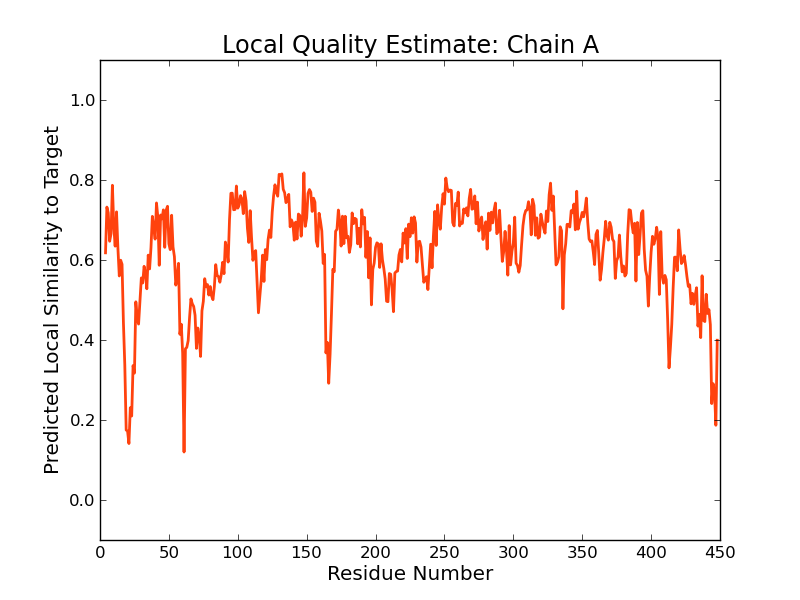 Local Quality Estimate: Chain A
Predicted Local Similarity to Target
1.0
0.8
0.6
0.4
0.2
0.0
0 50 100 150 200 250 300 350 400 450
Residue Number